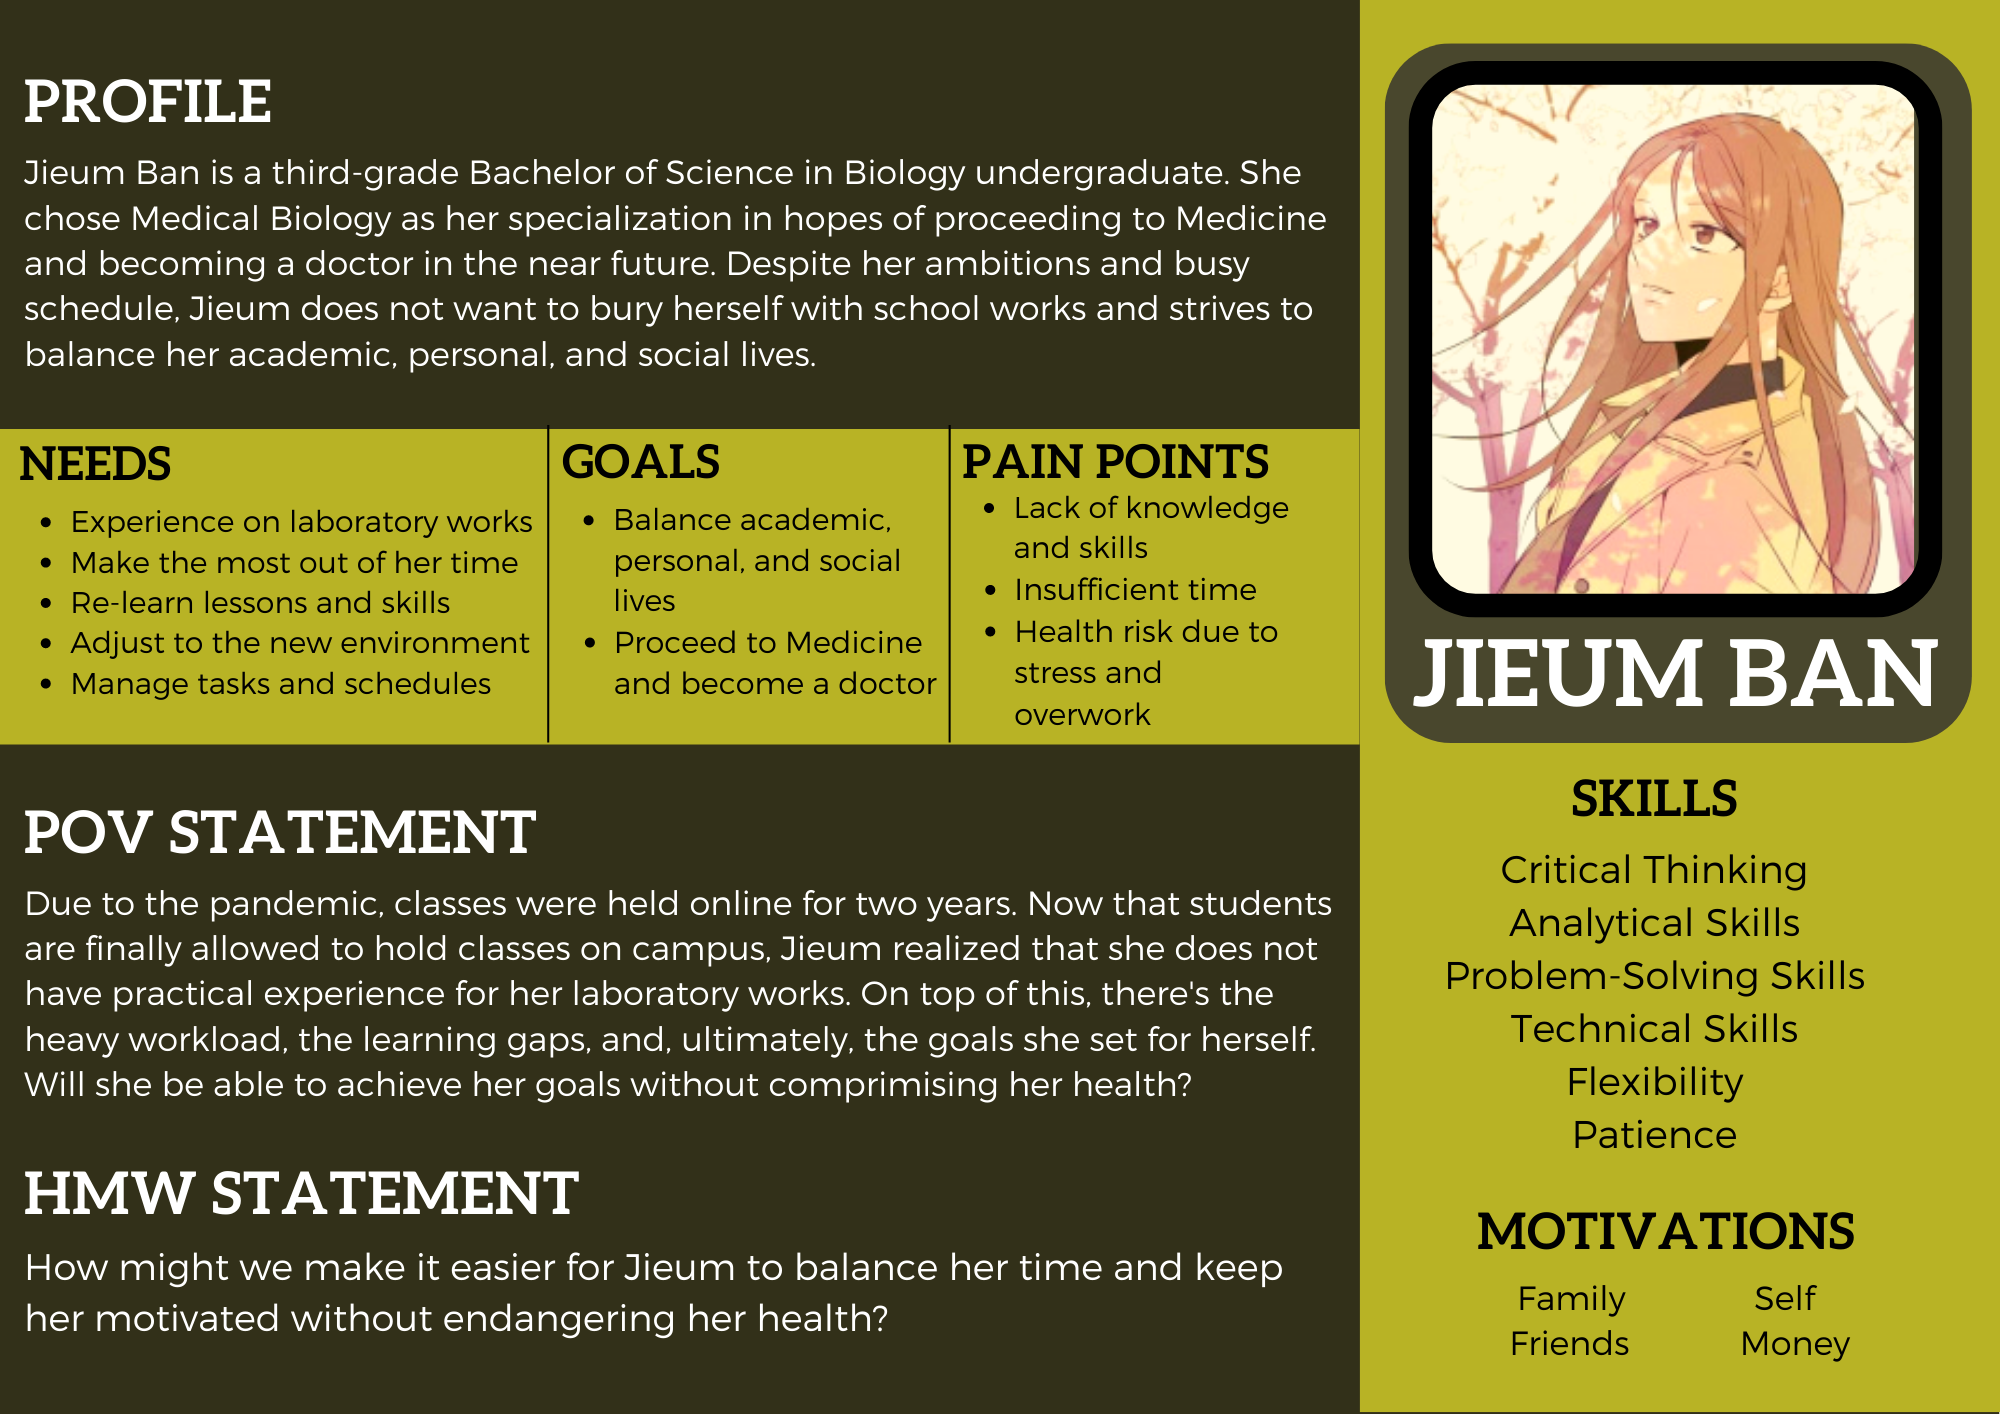 PROFILE
Jieum Ban is a third-grade Bachelor of Science in Biology undergraduate. She
chose Medical Biology as her specialization in hopes of proceeding to Medicine
and becoming a doctor in the near future. Despite her ambitions and busy
schedule, Jieum does not want to bury herself with school works and strives to
balance her academic, personal, and social lives.
NEEDS
• Experience on laboratory works
• Make the most out of her time
• Re-learn lessons and skills
• Adjust to the new environment
• Manage tasks and schedules
GOALS
• Balance academic,
personal, and social
lives
• Proceed to Medicine
and become a doctor
PAIN POINTS
• Lack of knowledge
and skills
• Insufficient time
• Health risk due to
stress and
overwork
POV STATEMENT
Due to the pandemic, classes were held online for two years. Now that students
are finally allowed to hold classes on campus, Jieum realized that she does not
have practical experience for her laboratory works. On top of this, there's the
heavy workload, the learning gaps, and, ultimately, the goals she set for herself.
Will she be able to achieve her goals without comprimising her health?
HMW STATEMENT
How might we make it easier for Jieum to balance her time and keep
her motivated without endangering her health?
JIEUM BAN
SKILLS
Critical Thinking
Analytical Skills
Problem-Solving Skills
Technical Skills
Flexibility
Patience
MOTIVATIONS
Family Self
Friends Money